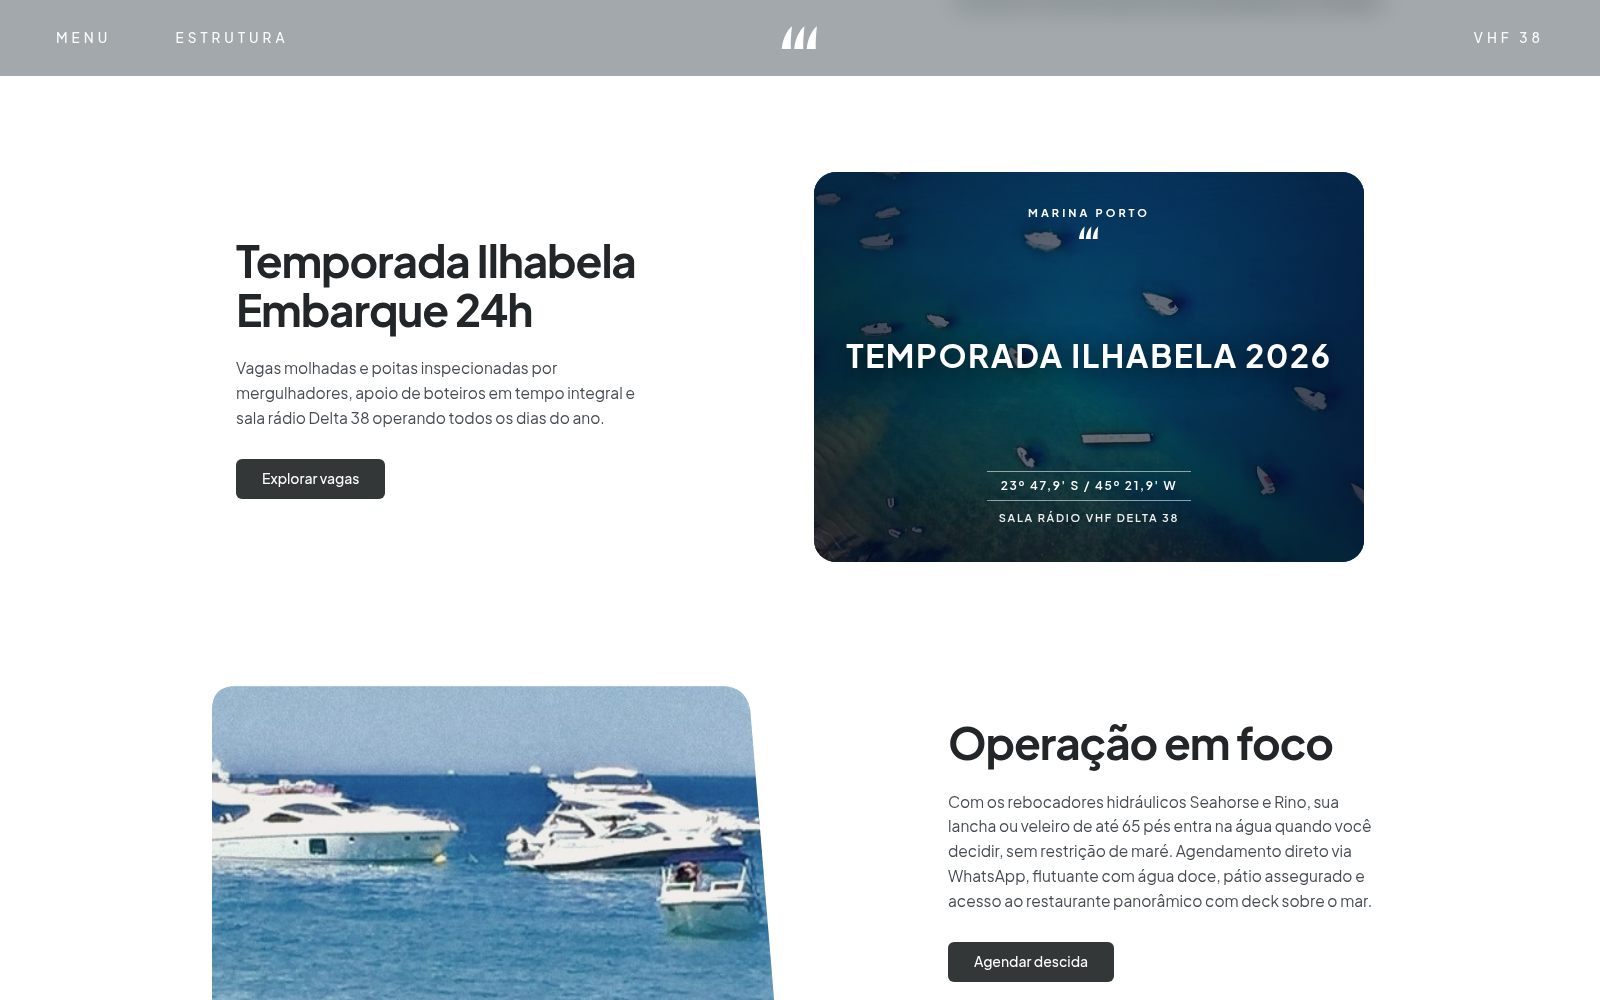 MENU
ESTRUTURA
VHF 38
Temporada Ilhabela
Embarque 24h
Vagas molhadas e poitas inspecionadas por
mergulhadores, apoio de boteiros em tempo integral e
sala rádio Delta 38 operando todos os dias do ano.
Explorar vagas
MARINA PORTO
TEMPORADA ILHABELA 2026
23º 47,9' S / 45º 21,9' W
SALA RÁDIO VHF DELTA 38
Operação em foco
Com os rebocadores hidráulicos Seahorse e Rino, sua
lancha ou veleiro de até 65 pés entra na água quando você
decidir, sem restrição de maré. Agendamento direto via
WhatsApp, flutuante com água doce, pátio assegurado e
acesso ao restaurante panorâmico com deck sobre o mar.
Agendar descida